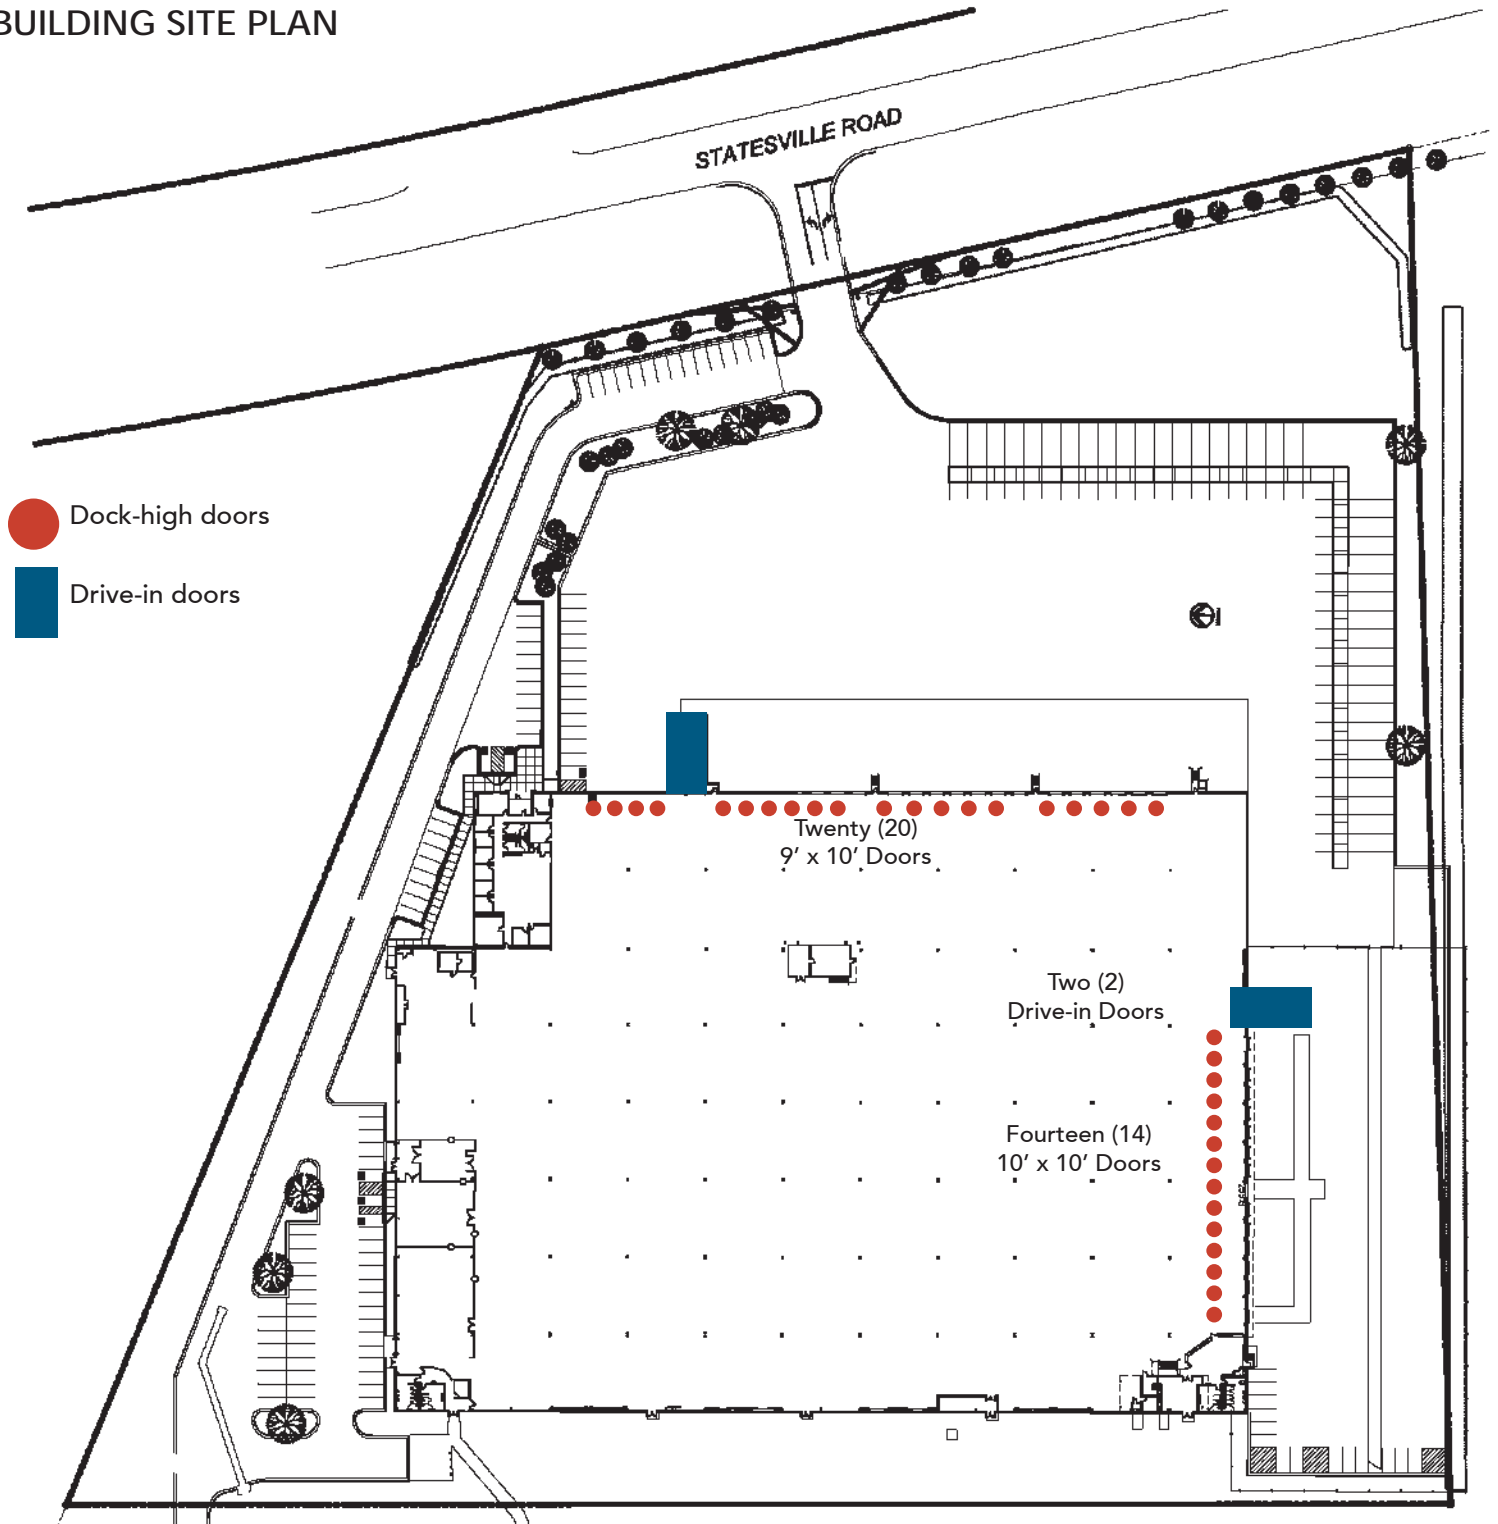 BUILDING SITE PLAN
STATESVILLE ROAD
Dock-high doors
Drive-in doors
Twenty (20)
9’ x 10’ Doors
Two (2)
Drive-in Doors
Fourteen (14)
10’ x 10’ Doors